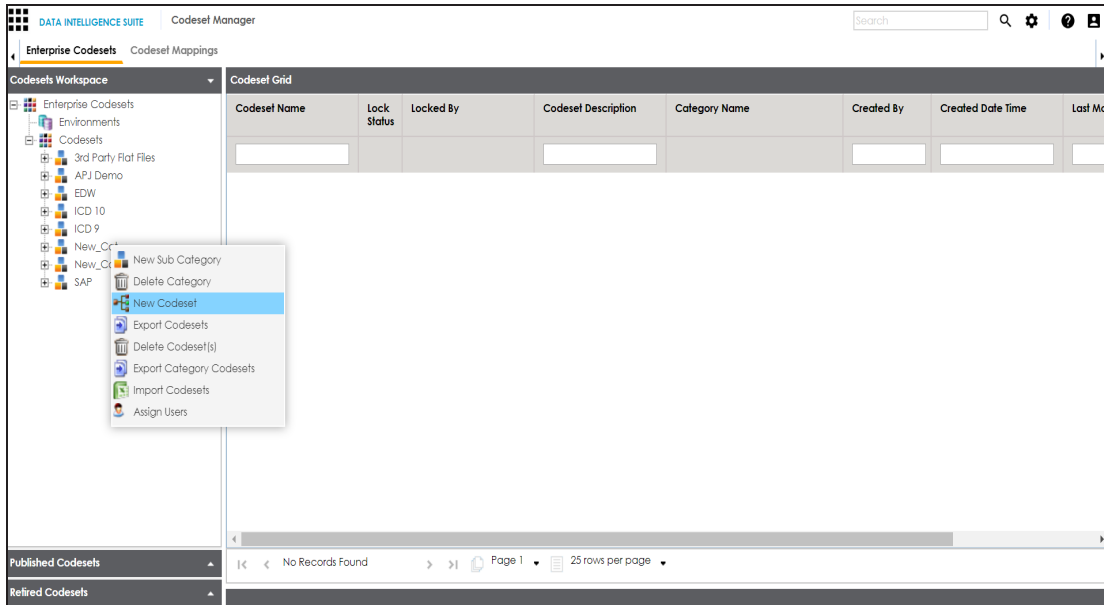 DATA INTELLIGENCE SUITE Codeset Manager Search
Enterprise Codesets Codeset Mappings
Codesets Workspace
Enterprise Codesets
Environments
Codesets
3rd Party Flat Files
APJ Demo
EDW
ICD 10
ICD 9
New_Cat
New_Ca
SAP
New Sub Category
Delete Category
New Codeset
Export Codesets
Delete Codeset(s)
Export Category Codesets
Import Codesets
Assign Users
Published Codesets
Retired Codesets
Codeset Grid
Codeset Name Lock Status Locked By Codeset Description Category Name Created By Created Date Time Last Mo
No Records Found Page 1 25 rows per page